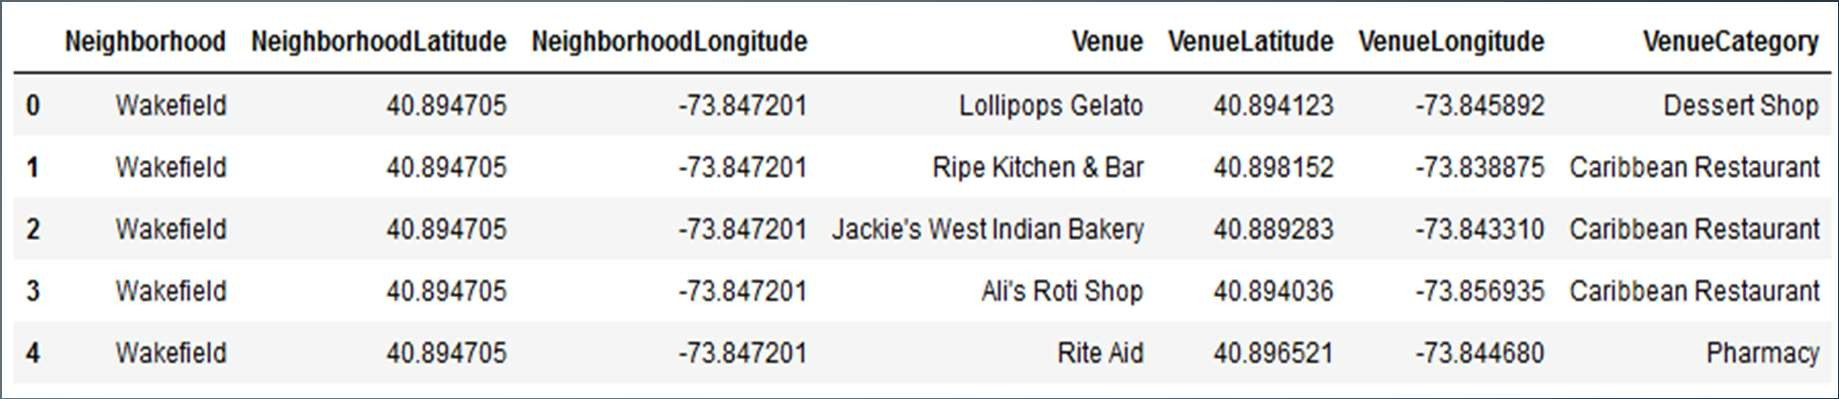 Neighborhood NeighborhoodLatitude NeighborhoodLongitude Venue VenueLatitude VenueLongitude VenueCategory
0 Wakefield 40.894705 -73.847201 Lollipops Gelato 40.894123 -73.845892 Dessert Shop
1 Wakefield 40.894705 -73.847201 Ripe Kitchen & Bar 40.898152 -73.838875 Caribbean Restaurant
2 Wakefield 40.894705 -73.847201 Jackie's West Indian Bakery 40.889283 -73.843310 Caribbean Restaurant
3 Wakefield 40.894705 -73.847201 Ali's Roti Shop 40.894036 -73.856935 Caribbean Restaurant
4 Wakefield 40.894705 -73.847201 Rite Aid 40.896521 -73.844680 Pharmacy